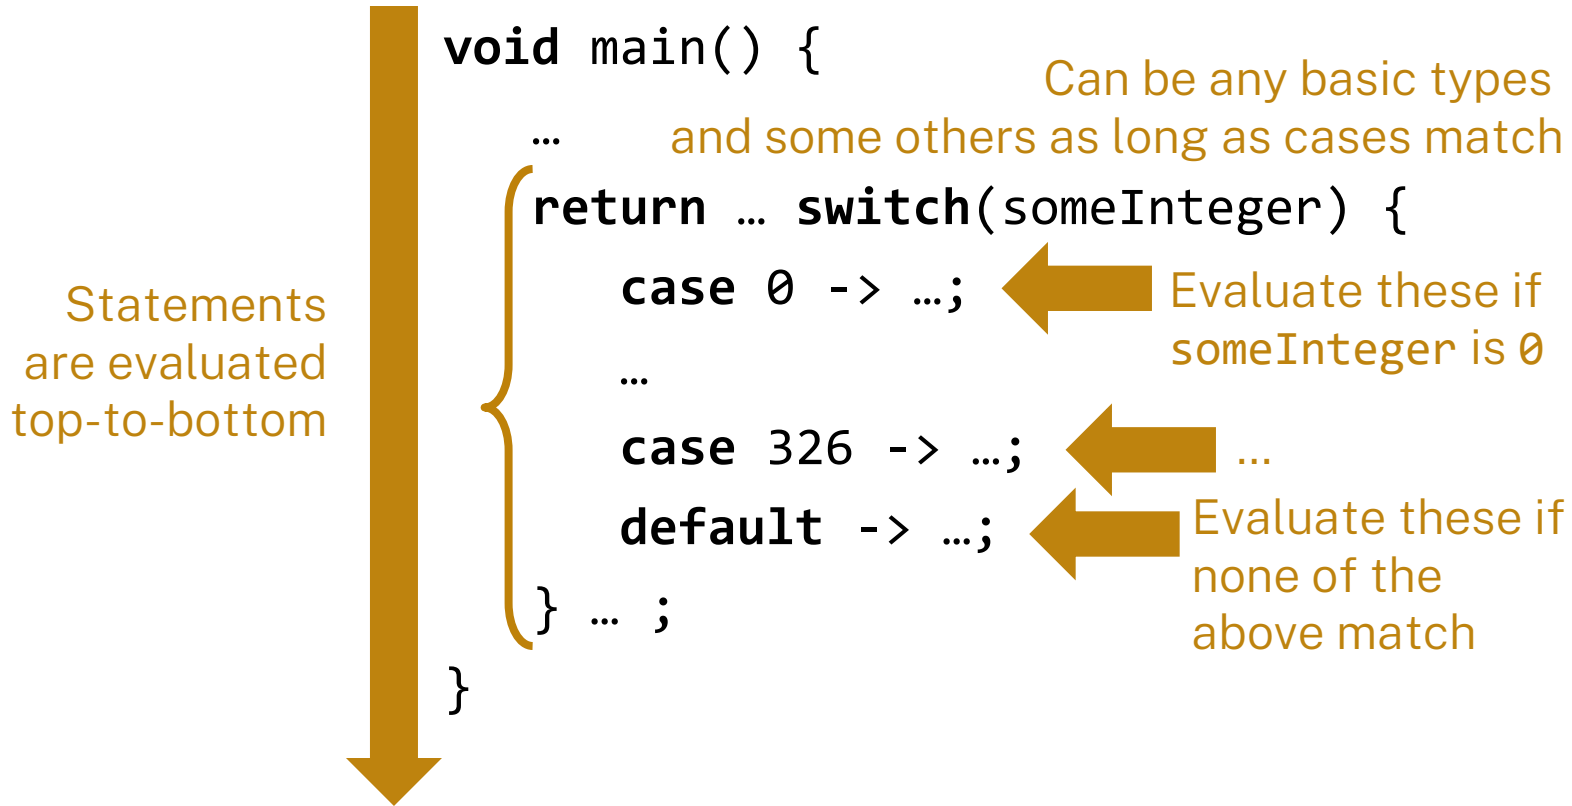 void main() {
Can be any basic types
…
and some others as long as cases match
return … switch(someInteger) {
case 0 -> …;
Evaluate these if
someInteger is 0
Statements
are evaluated
top-to-bottom
…
case 326 -> …;
…
default -> …;
Evaluate these if
none of the
above match
} … ;
}